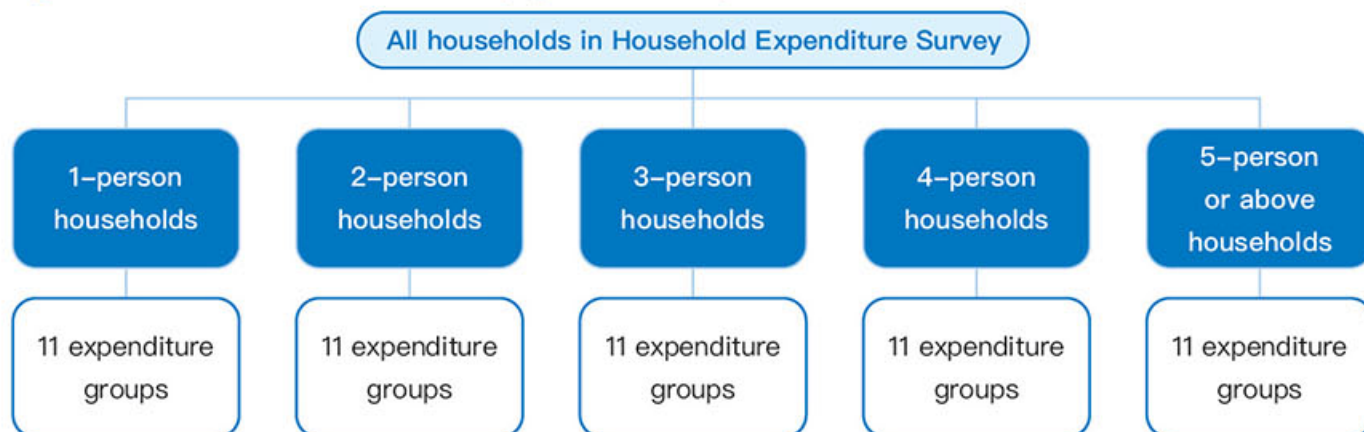 All households in Household Expenditure Survey
1–person
households
2–person
households
3–person
households
4–person
households
5–person
or above
households
11 expenditure
groups
11 expenditure
groups
11 expenditure
groups
11 expenditure
groups
11 expenditure
groups